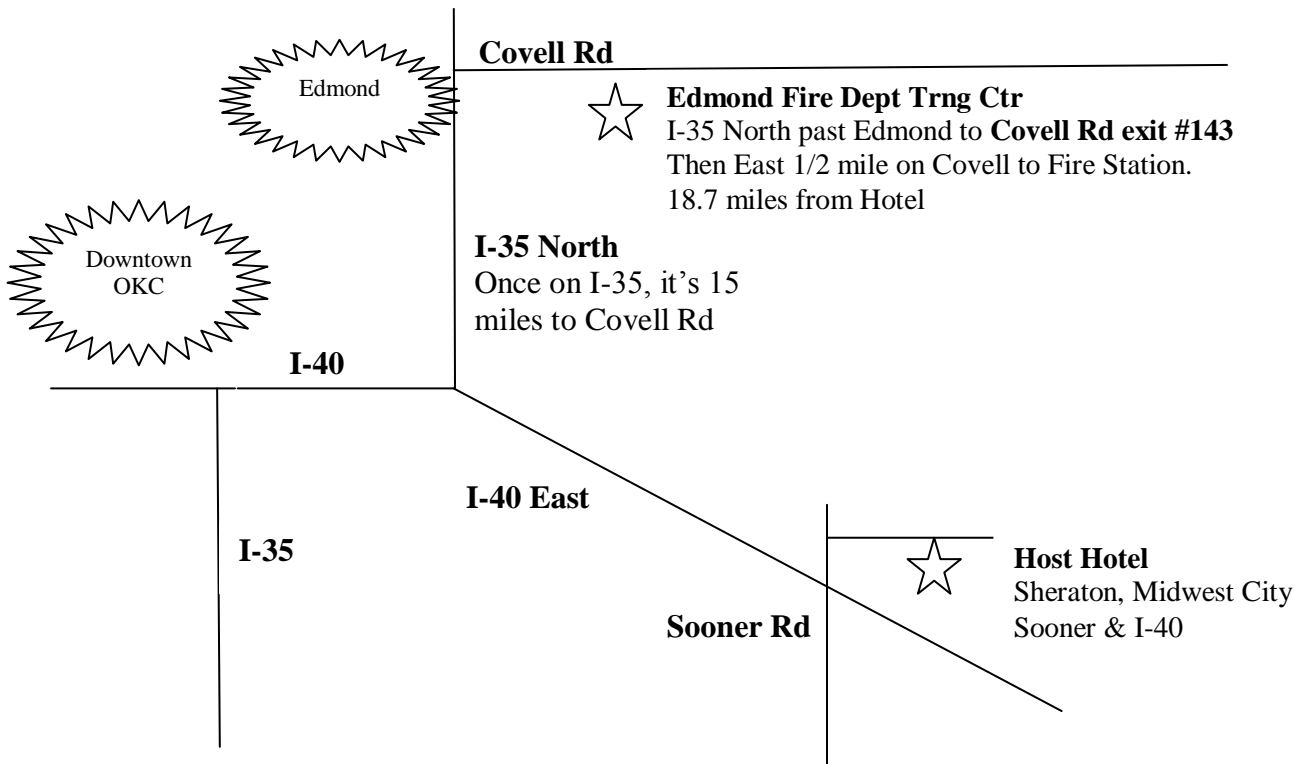 Covell Rd
Edmond
Edmond Fire Dept Trng Ctr
I-35 North past Edmond to Covell Rd exit #143
Then East 1/2 mile on Covell to Fire Station.
18.7 miles from Hotel
Downtown
OKC
I-35 North
Once on I-35, it's 15
miles to Covell Rd
I-40
I-40 East
I-35
Host Hotel
Sheraton, Midwest City
Sooner & I-40
Sooner Rd